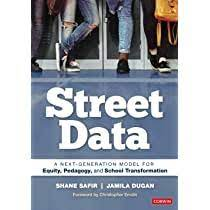 Street
Data
A NEXT-GENERATION MODEL FOR
Equity, Pedagogy, and School Transformation
SHANE SAFIR | JAMILA DUGAN
Foreword by Christopher Emdin
CORWIN